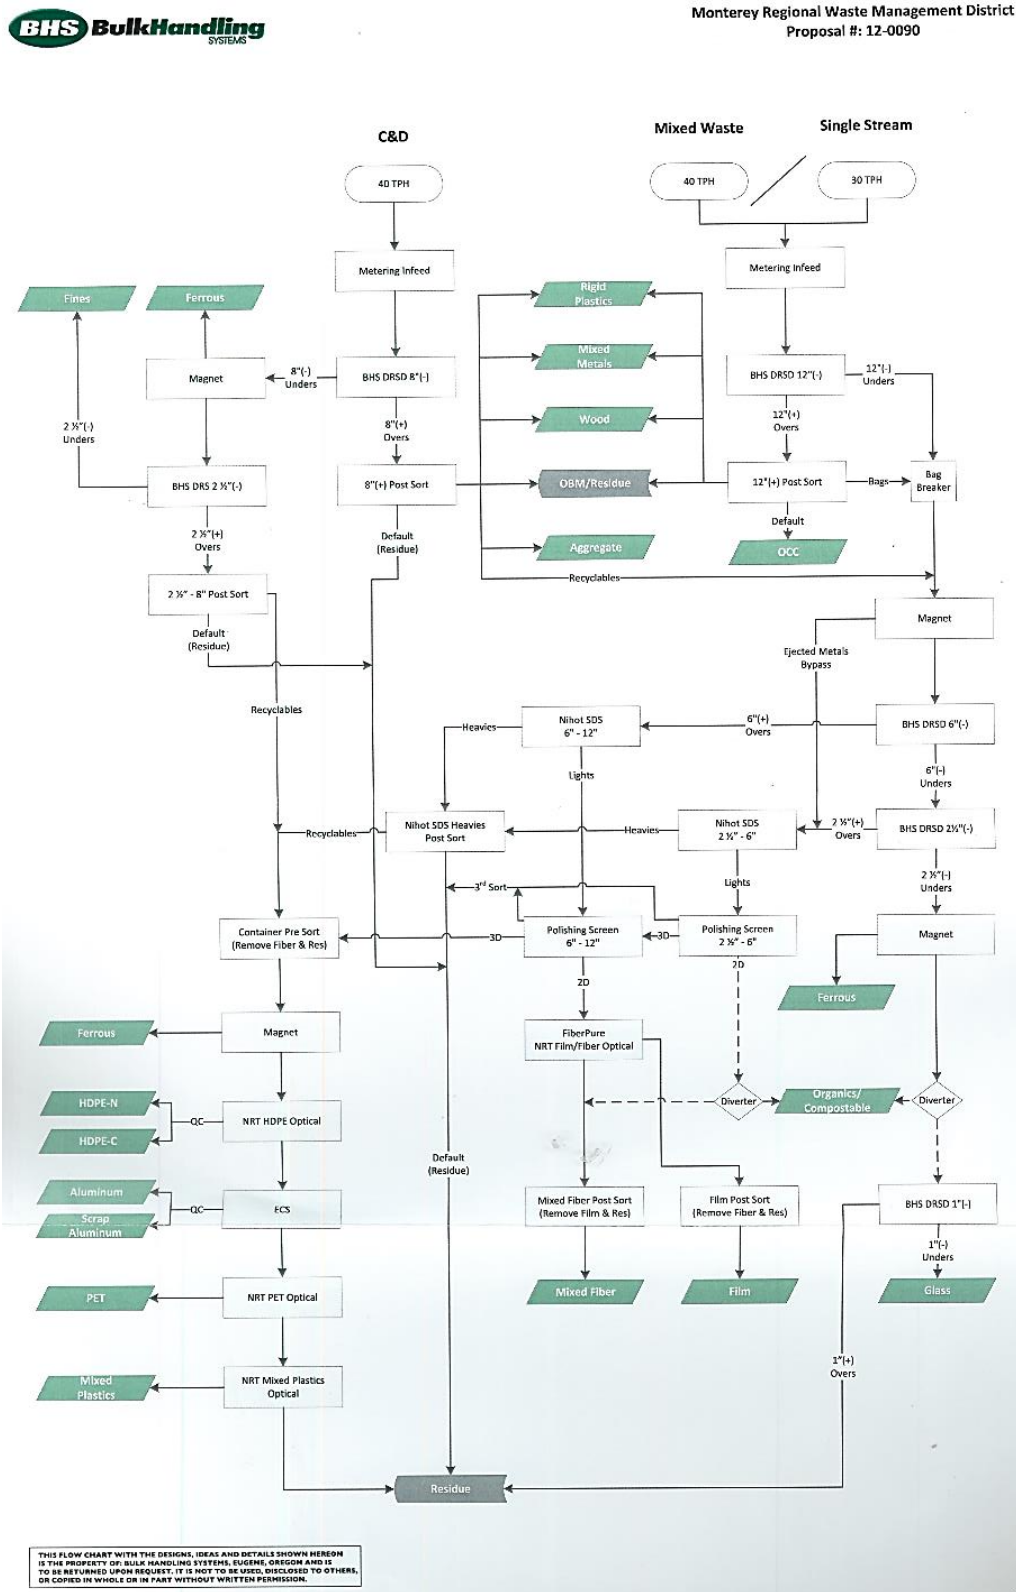 BHS BulkHandling
SYSTEMS
Monterey Regional Waste Management District
Proposal #: 12-0090
C&D
Mixed Waste
Single Stream
40 TPH
40 TPH
30 TPH
Metering Infeed
Metering Infeed
Fines
Ferrous
Rigid
Plastics
Mixed
Metals
Magnet
8"(-)
Unders
BHS DRSD 8"(-)
BHS DRSD 12"(-)
12"(-)
Unders
8"(+)
Overs
12"(+)
Overs
Wood
2 ½"(-)
Unders
BHS DRS 2 ½"(-)
8"(+) Post Sort
OBM/Residue
12"(+) Post Sort
Bags
Bag
Breaker
2 ½"(+)
Overs
Default
(Residue)
Aggregate
Default
OCC
Recyclables
2 ½" - 8" Post Sort
Magnet
Default
(Residue)
Ejected Metals
Bypass
Recyclables
Heavies
Nihot SDS
6" - 12"
6"(+)
Overs
BHS DRSD 6"(-)
Lights
6"(-)
Unders
Recyclables
Nihot SDS Heavies
Post Sort
Heavies
Nihot SDS
2 ½" - 6"
2 ½"(+)
Overs
BHS DRSD 2½"(-)
3rd Sort
Lights
2 ½"(-)
Unders
Container Pre Sort
(Remove Fiber & Res)
3D
Polishing Screen
6" - 12"
3D
Polishing Screen
2 ½" - 6"
Magnet
2D
2D
Ferrous
Ferrous
Magnet
FiberPure
NRT Film/Fiber Optical
HDPE-N
HDPE-C
QC
NRT HDPE Optical
Diverter
Organics/
Compostable
Diverter
Default
(Residue)
Aluminum
Scrap
Aluminum
QC
ECS
Mixed Fiber Post Sort
(Remove Film & Res)
Film Post Sort
(Remove Fiber & Res)
BHS DRSD 1"(-)
1"(-)
Unders
PET
NRT PET Optical
Mixed Fiber
Film
Glass
1"(+)
Overs
Mixed
Plastics
NRT Mixed Plastics
Optical
Residue
THIS FLOW CHART WITH THE DESIGNS, IDEAS AND DETAILS SHOWN HEREON
IS THE PROPERTY OF: BULK HANDLING SYSTEMS, EUGENE, OREGON AND IS
TO BE RETURNED UPON REQUEST. IT IS NOT TO BE USED, DISCLOSED TO OTHERS,
OR COPIED IN WHOLE OR IN PART WITHOUT WRITTEN PERMISSION.